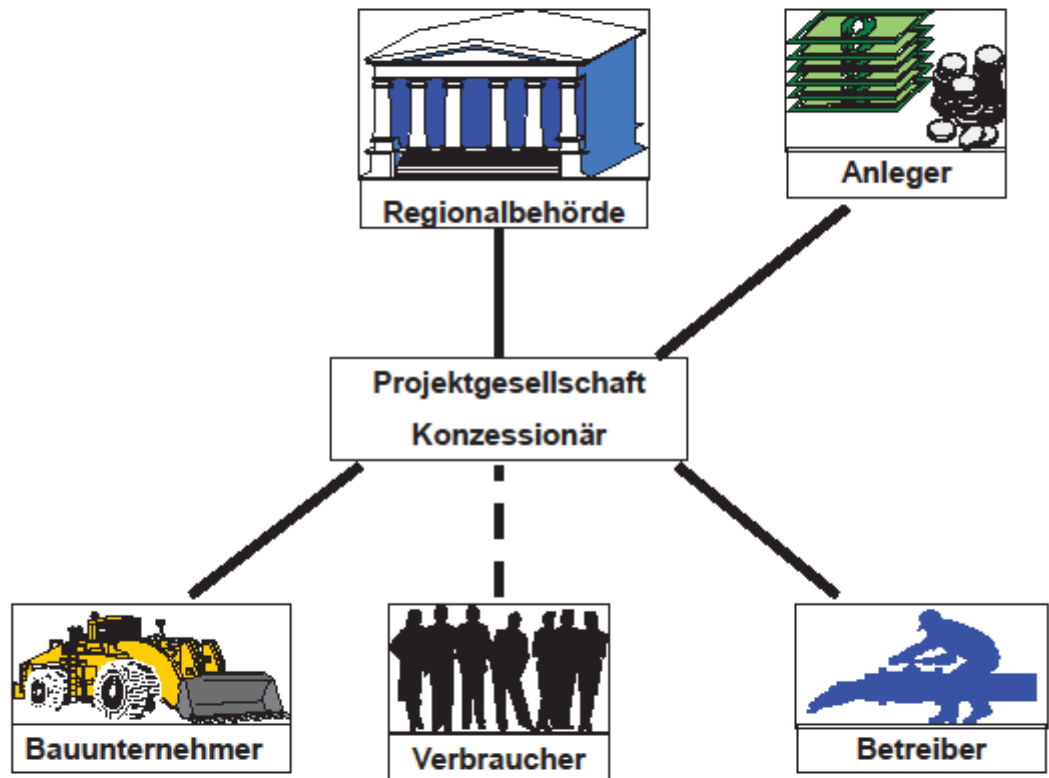 Regionalbehörde
Anleger
Projektgesellschaft
Konzessionär
Bauunternehmer
Verbraucher
Betreiber